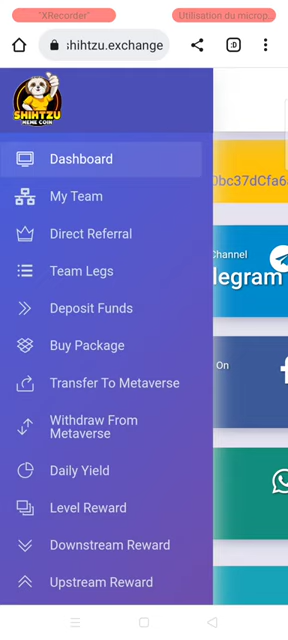 "XRecorder"
Utilisation du microp.
shihtzu.exchange
:D
SHIHTZU
MEME COIN
Dashboard
My Team
Direct Referral
Team Legs
Deposit Funds
Buy Package
Transfer To Metaverse
Withdraw From
Metaverse
Daily Yield
Level Reward
Downstream Reward
Upstream Reward
0bc37dCfa6
Channel
legram
On